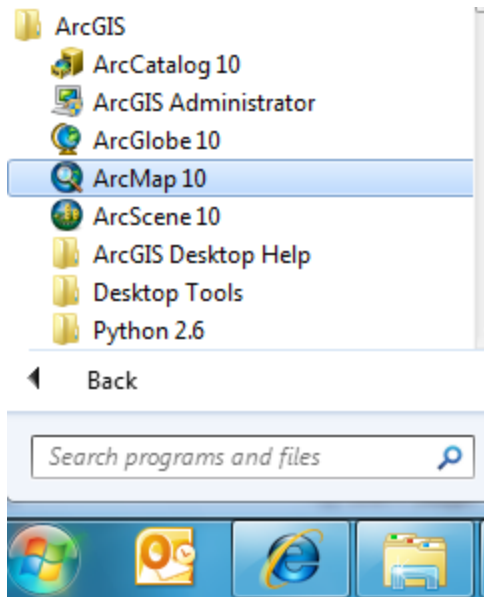 ArcGIS
ArcCatalog 10
ArcGIS Administrator
ArcGlobe 10
ArcMap 10
ArcScene 10
ArcGIS Desktop Help
Desktop Tools
Python 2.6
Back
Search programs and files